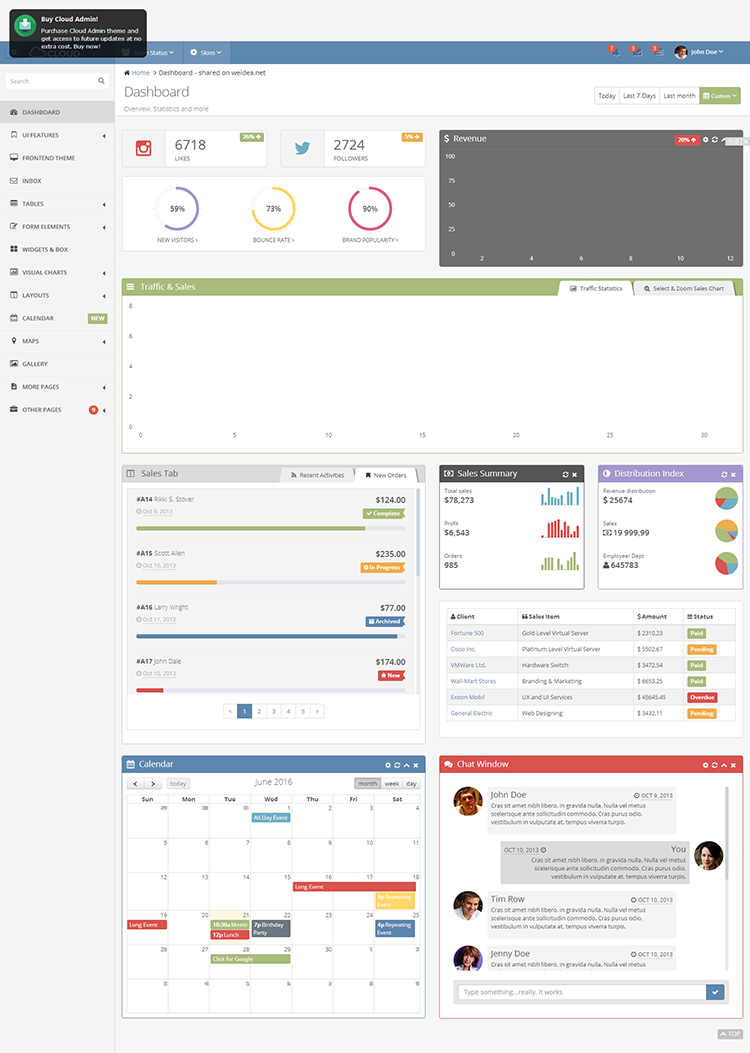 Buy Cloud Admin!
Purchase Cloud Admin theme and
get access to future updates at no
extra cost. Buy now!
CLOUD
Status
Skins
7
3
3
John Doe
Search
DASHBOARD
UI FEATURES
FRONTEND THEME
INBOX
TABLES
FORM ELEMENTS
WIDGETS & BOX
VISUAL CHARTS
LAYOUTS
CALENDAR NEW
MAPS
GALLERY
MORE PAGES
OTHER PAGES 9
Home > Dashboard - shared on weidea.net
Dashboard
Overview, Statistics and more
Today Last 7 Days Last month Custom
6718
LIKES
26%
2724
FOLLOWERS
5%
59%
NEW VISITORS >
73%
BOUNCE RATE >
90%
BRAND POPULARITY >
$ Revenue 20%
100
75
50
25
0
2 4 6 8 10 12
Traffic & Sales Traffic Statistics Select & Zoom Sales Chart
8
6
4
2
0
0 5 10 15 20 25 30
Sales Tab Recent Activities New Orders
#A14 Rikki S. Stover $124.00
Oct 9, 2013 Complete
#A15 Scott Allen $235.00
Oct 10, 2013 In Progress
#A16 Larry Wright $77.00
Oct 11, 2013 Archived
#A17 John Dale $174.00
Oct 10, 2013 New
< 1 2 3 4 5 >
Sales Summary
Total sales
$78,273
Profit
$6,543
Orders
985
Distribution Index
Revenue distribution
$ 25674
Sales
19 999,99
Employee/ Dept
645783
Client Sales Item $ Amount Status
Fortune 500 Gold Level Virtual Server $ 2310.23 Paid
Cisco Inc. Platinum Level Virtual Server $ 5502.67 Pending
VMWare Ltd. Hardware Switch $ 3472.54 Paid
Wall-Mart Stores Branding & Marketing $ 6653.25 Paid
Exxon Mobil UX and UI Services $ 45645.45 Overdue
General Electric Web Designing $ 3432.11 Pending
Calendar
today June 2016 month week day
Sun Mon Tue Wed Thu Fri Sat
29 30 31 1 2 3 4
All Day Event
5 6 7 8 9 10 11
12 13 14 15 16 17 18
Long Event
4p Repeating
Event
19 20 21 22 23 24 25
Long Event 10:30a Meetin 7p Birthday 4p Repeating
12p Lunch Party Event
26 27 28 29 30 1 2
Click for Google
3 4 5 6 7 8 9
Chat Window
John Doe OCT 9, 2013
Cras sit amet nibh libero, in gravida nulla. Nulla vel metus
scelerisque ante sollicitudin commodo. Cras purus odio,
vestibulum in vulputate at, tempus viverra turpis.
OCT 10, 2013 You
Cras sit amet nibh libero, in gravida nulla. Nulla vel metus
scelerisque ante sollicitudin commodo. Cras purus odio,
vestibulum in vulputate at, tempus viverra turpis.
Tim Row OCT 10, 2013
Cras sit amet nibh libero, in gravida nulla. Nulla vel metus
scelerisque ante sollicitudin commodo. Cras purus odio,
vestibulum in vulputate at, tempus viverra turpis.
Jenny Doe OCT 10, 2013
Cras sit amet nibh libero, in gravida nulla. Nulla vel metus
Type something...really, it works
TOP